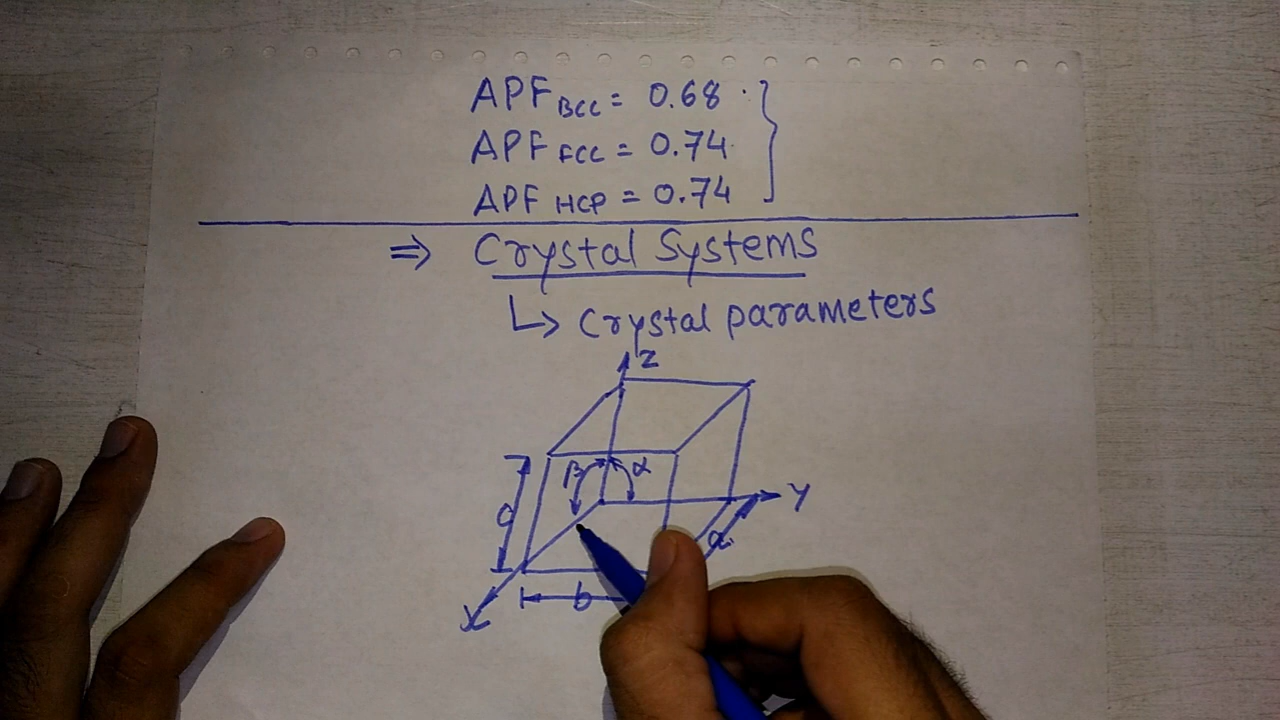 APF BCC = 0.68
APF FCC = 0.74
APF HCP = 0.74
⇒ Crystal Systems
↳ Crystal parameters
Z
β α
Y
c
a
b
X